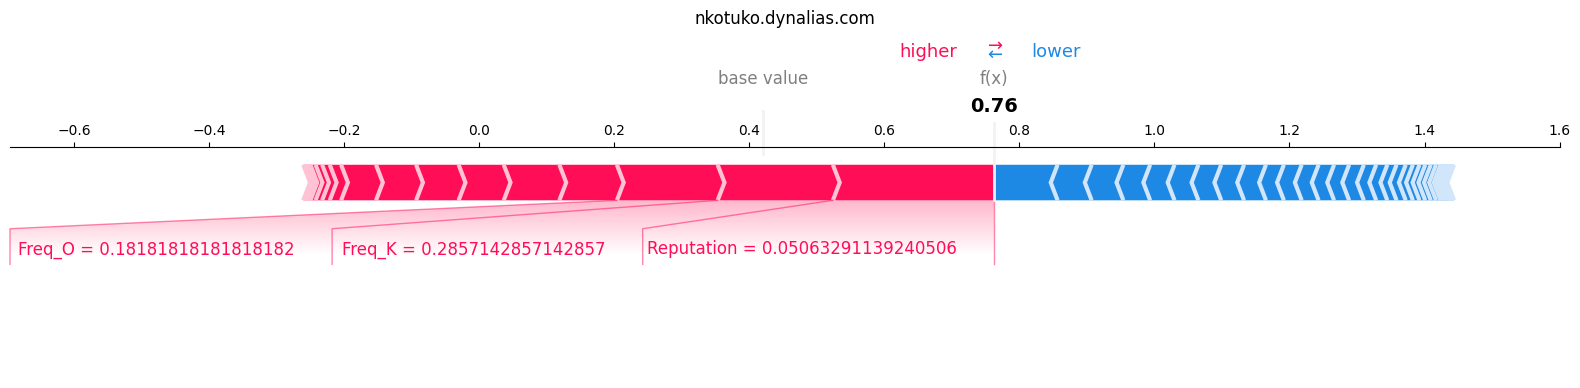 nkotuko.dynalias.com
higher ⇄ lower
base value f(x)
0.76
−0.6 −0.4 −0.2 0.0 0.2 0.4 0.6 0.8 1.0 1.2 1.4 1.6
Freq_O = 0.18181818181818182 Freq_K = 0.2857142857142857 Reputation = 0.05063291139240506